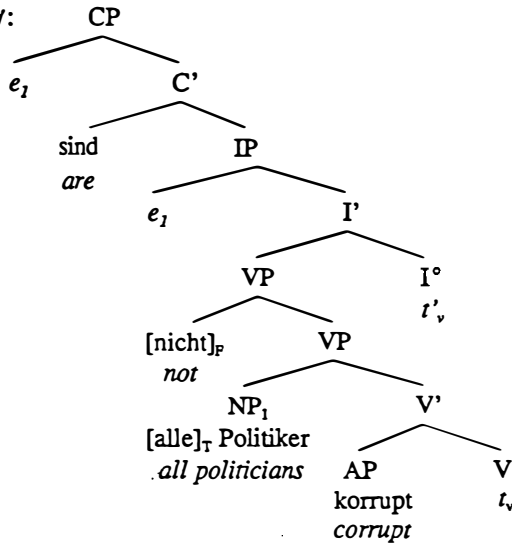 y: CP
e₁ C'
sind IP
are
e₁ I'
VP I°
t'ᵥ
[nicht]F VP
not
NP₁ V'
[alle]T Politiker
all politicians AP V
korrupt tᵥ
corrupt